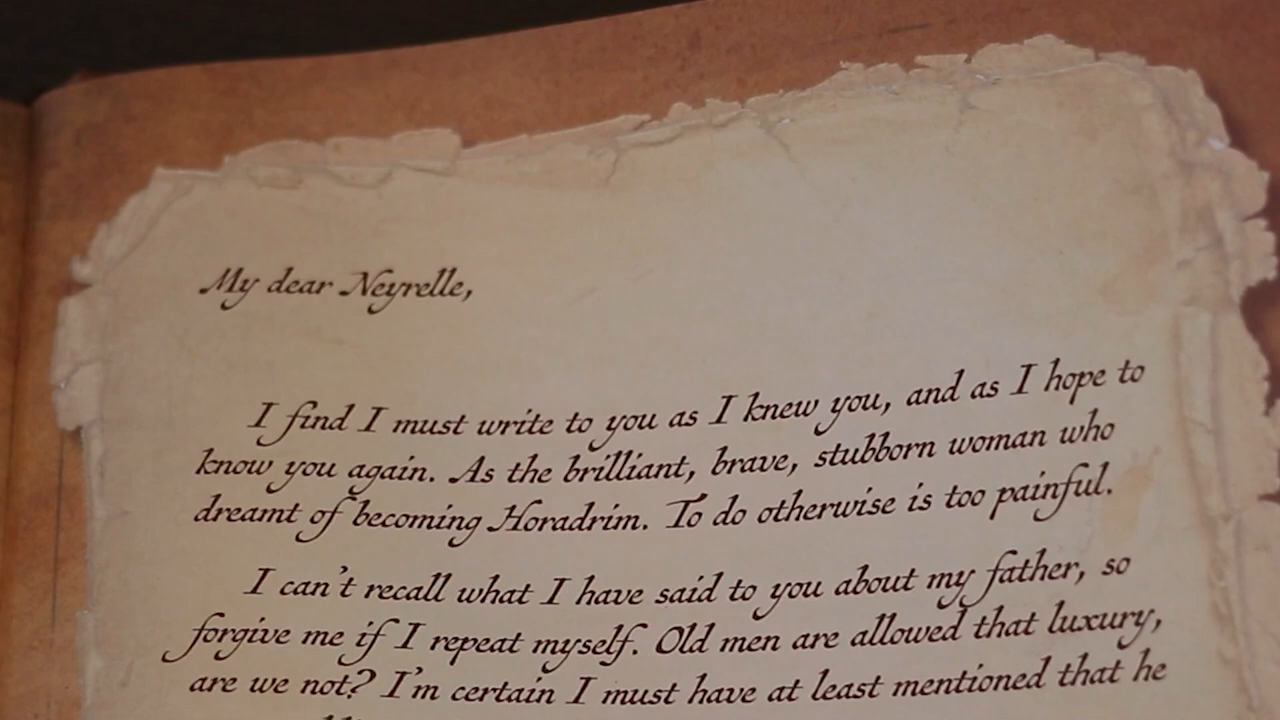 My dear Neyrelle,
I find I must write to you as I knew you, and as I hope to
know you again. As the brilliant, brave, stubborn woman who
dreamt of becoming Horadrim. To do otherwise is too painful.
I can't recall what I have said to you about my father, so
forgive me if I repeat myself. Old men are allowed that luxury,
are we not? I'm certain I must have at least mentioned that he